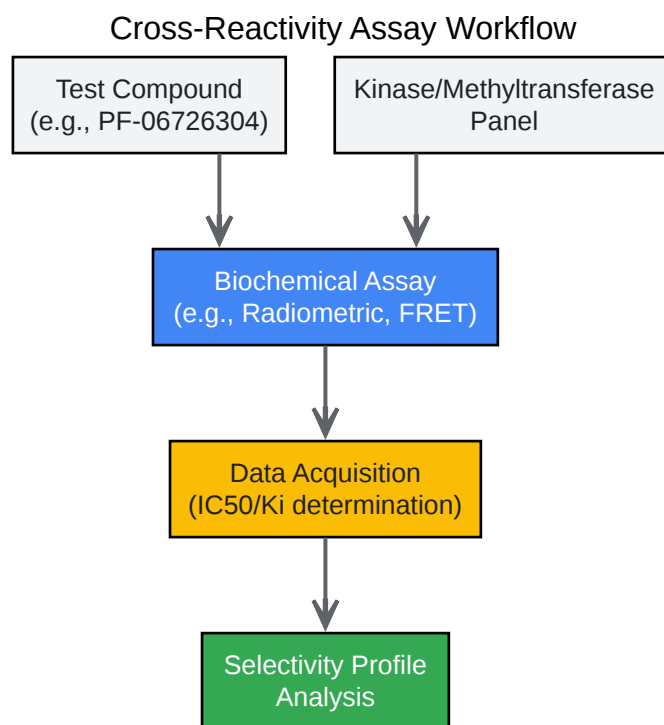 Cross-Reactivity Assay Workflow
Test Compound
(e.g., PF-06726304)
Kinase/Methyltransferase
Panel
Biochemical Assay
(e.g., Radiometric, FRET)
Data Acquisition
(IC50/Ki determination)
Selectivity Profile
Analysis